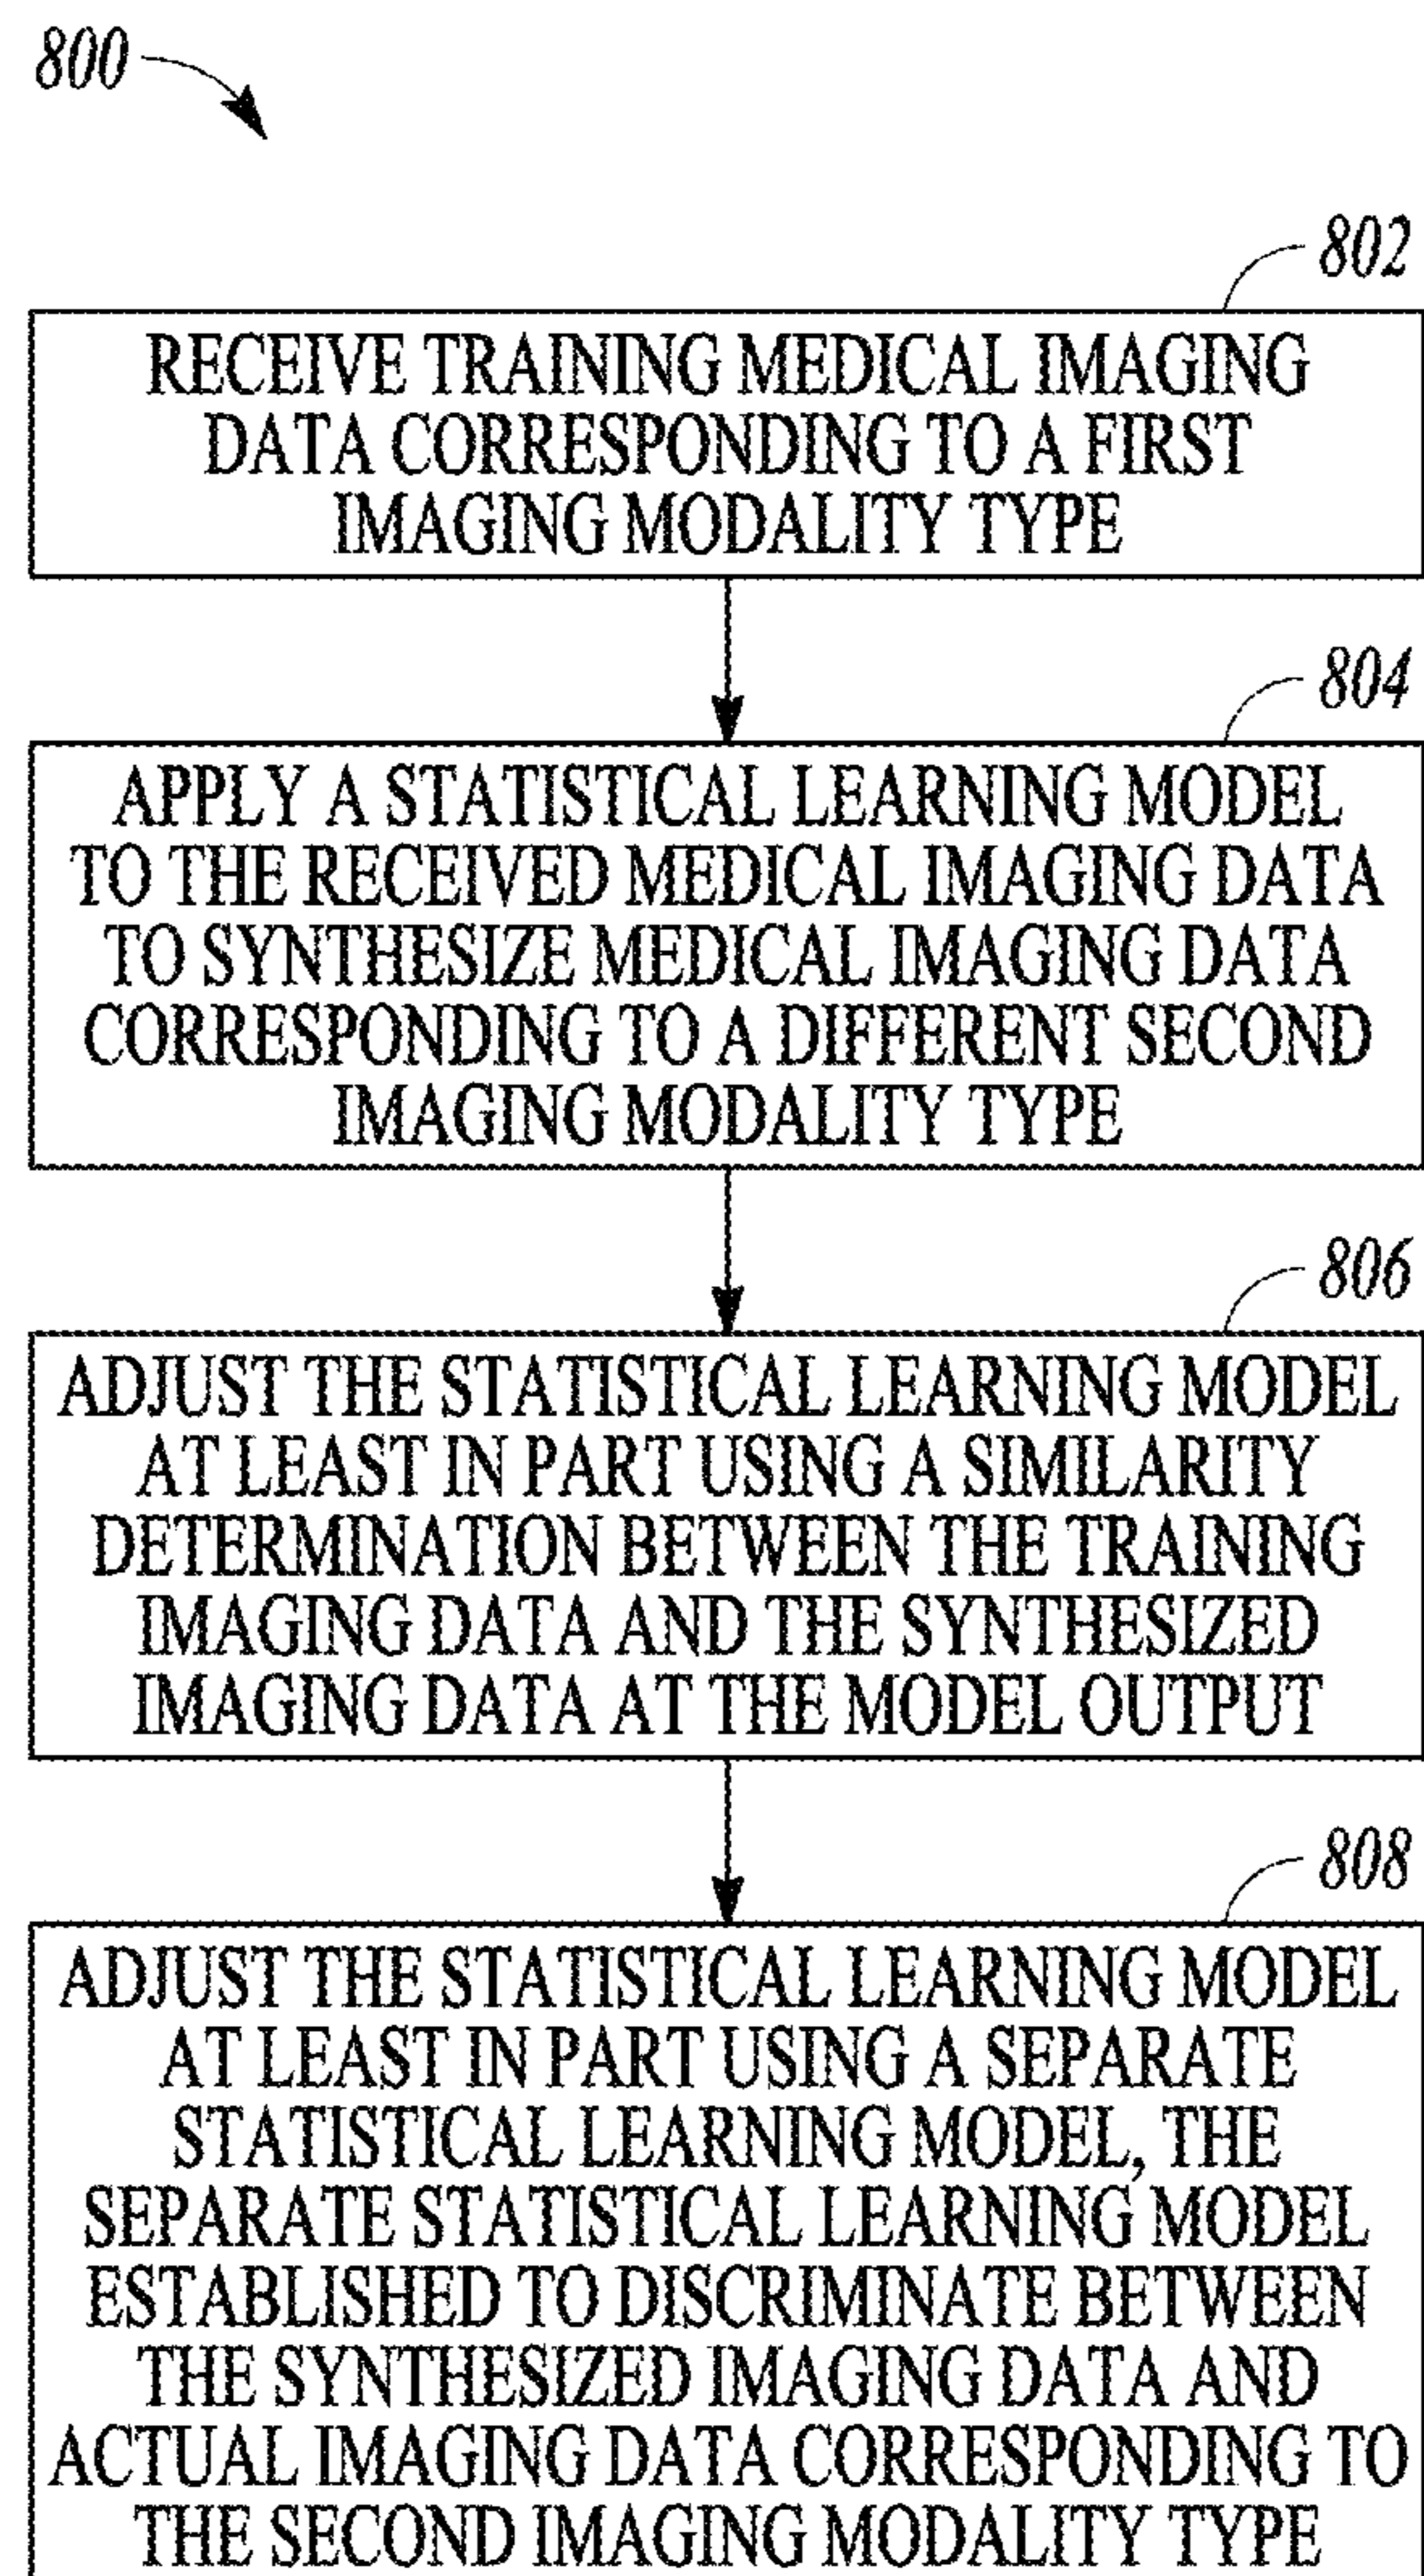 800
802
RECEIVE TRAINING MEDICAL IMAGING
DATA CORRESPONDING TO A FIRST
IMAGING MODALITY TYPE
804
APPLY A STATISTICAL LEARNING MODEL
TO THE RECEIVED MEDICAL IMAGING DATA
TO SYNTHESIZE MEDICAL IMAGING DATA
CORRESPONDING TO A DIFFERENT SECOND
IMAGING MODALITY TYPE
806
ADJUST THE STATISTICAL LEARNING MODEL
AT LEAST IN PART USING A SIMILARITY
DETERMINATION BETWEEN THE TRAINING
IMAGING DATA AND THE SYNTHESIZED
IMAGING DATA AT THE MODEL OUTPUT
808
ADJUST THE STATISTICAL LEARNING MODEL
AT LEAST IN PART USING A SEPARATE
STATISTICAL LEARNING MODEL, THE
SEPARATE STATISTICAL LEARNING MODEL
ESTABLISHED TO DISCRIMINATE BETWEEN
THE SYNTHESIZED IMAGING DATA AND
ACTUAL IMAGING DATA CORRESPONDING TO
THE SECOND IMAGING MODALITY TYPE